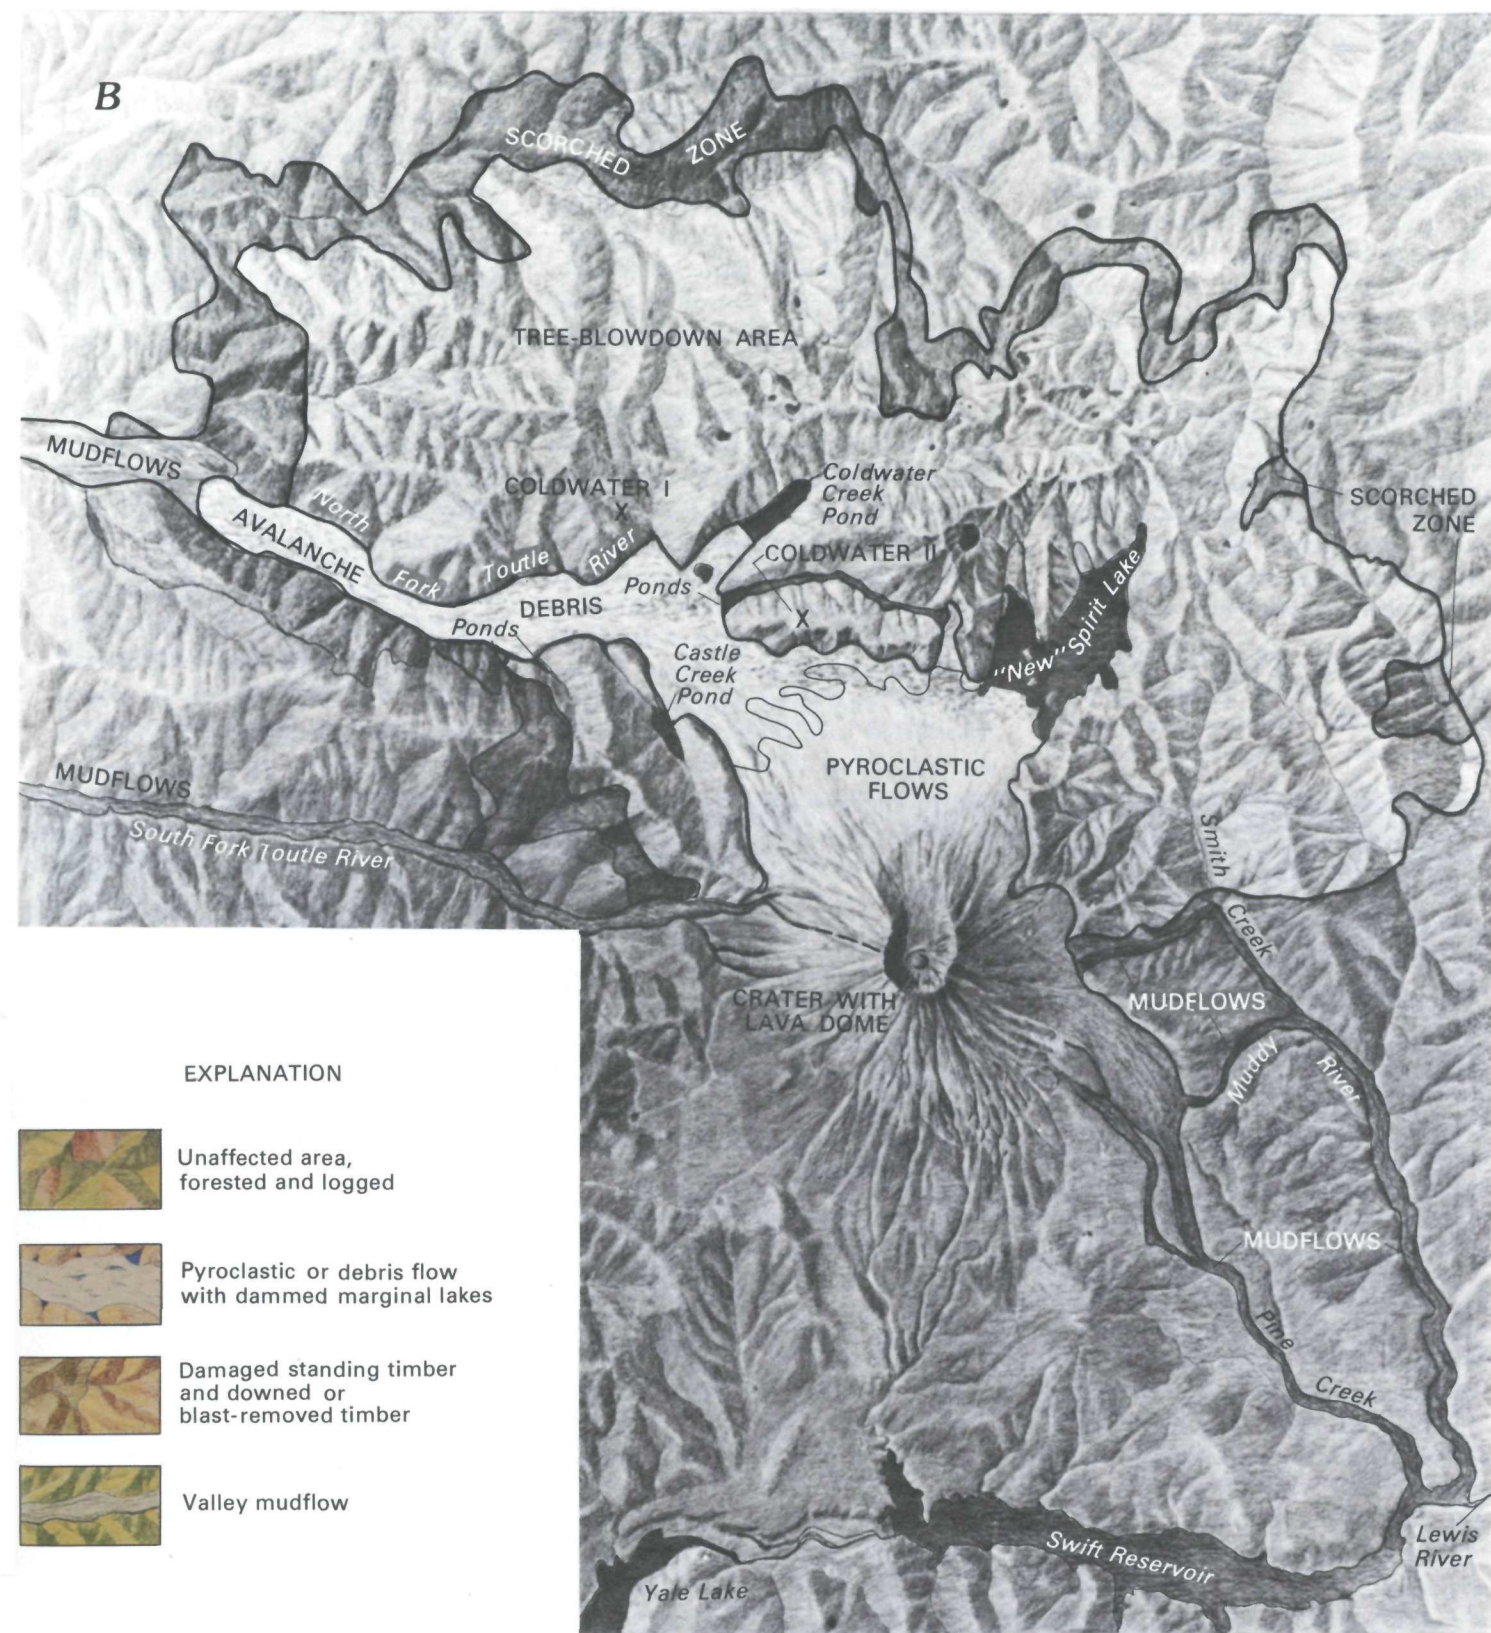 B
SCORCHED ZONE
TREE-BLOWDOWN AREA
MUDFLOWS
AVALANCHE
DEBRIS
North
Fork
Toutle
River
COLDWATER I
X
Coldwater
Creek
Pond
COLDWATER II
X
Ponds
Ponds
Castle
Creek
Pond
"New" Spirit Lake
SCORCHED
ZONE
PYROCLASTIC
FLOWS
MUDFLOWS
South Fork Toutle River
Smith
Creek
CRATER WITH
LAVA DOME
MUDFLOWS
Muddy
River
MUDFLOWS
Pine
Creek
Lewis
River
Swift Reservoir
Yale Lake
EXPLANATION
Unaffected area,
forested and logged
Pyroclastic or debris flow
with dammed marginal lakes
Damaged standing timber
and downed or
blast-removed timber
Valley mudflow